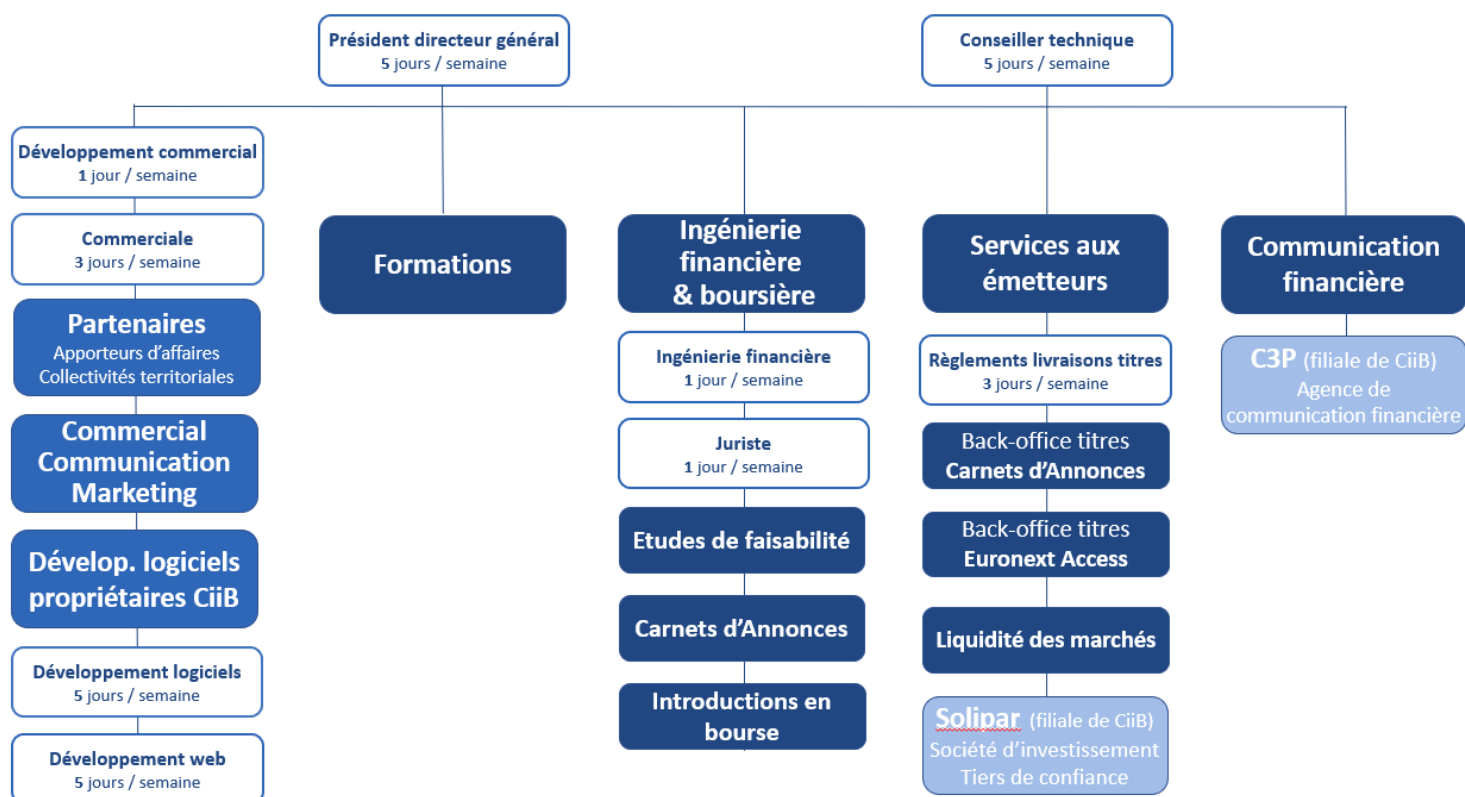 Président directeur général
5 jours / semaine
Conseiller technique
5 jours / semaine
Développement commercial
1 jour / semaine
Commerciale
3 jours / semaine
Partenaires
Apporteurs d’affaires
Collectivités territoriales
Commercial
Communication
Marketing
Dévelop. logiciels
propriétaires CiiB
Développement logiciels
5 jours / semaine
Développement web
5 jours / semaine
Formations
Ingénierie
financière
& boursière
Ingénierie financière
1 jour / semaine
Juriste
1 jour / semaine
Etudes de faisabilité
Carnets d’Annonces
Introductions en
bourse
Services aux
émetteurs
Règlements livraisons titres
3 jours / semaine
Back-office titres
Carnets d’Annonces
Back-office titres
Euronext Access
Liquidité des marchés
Solipar (filiale de CiiB)
Société d’investissement
Tiers de confiance
Communication
financière
C3P (filiale de CiiB)
Agence de
communication financière